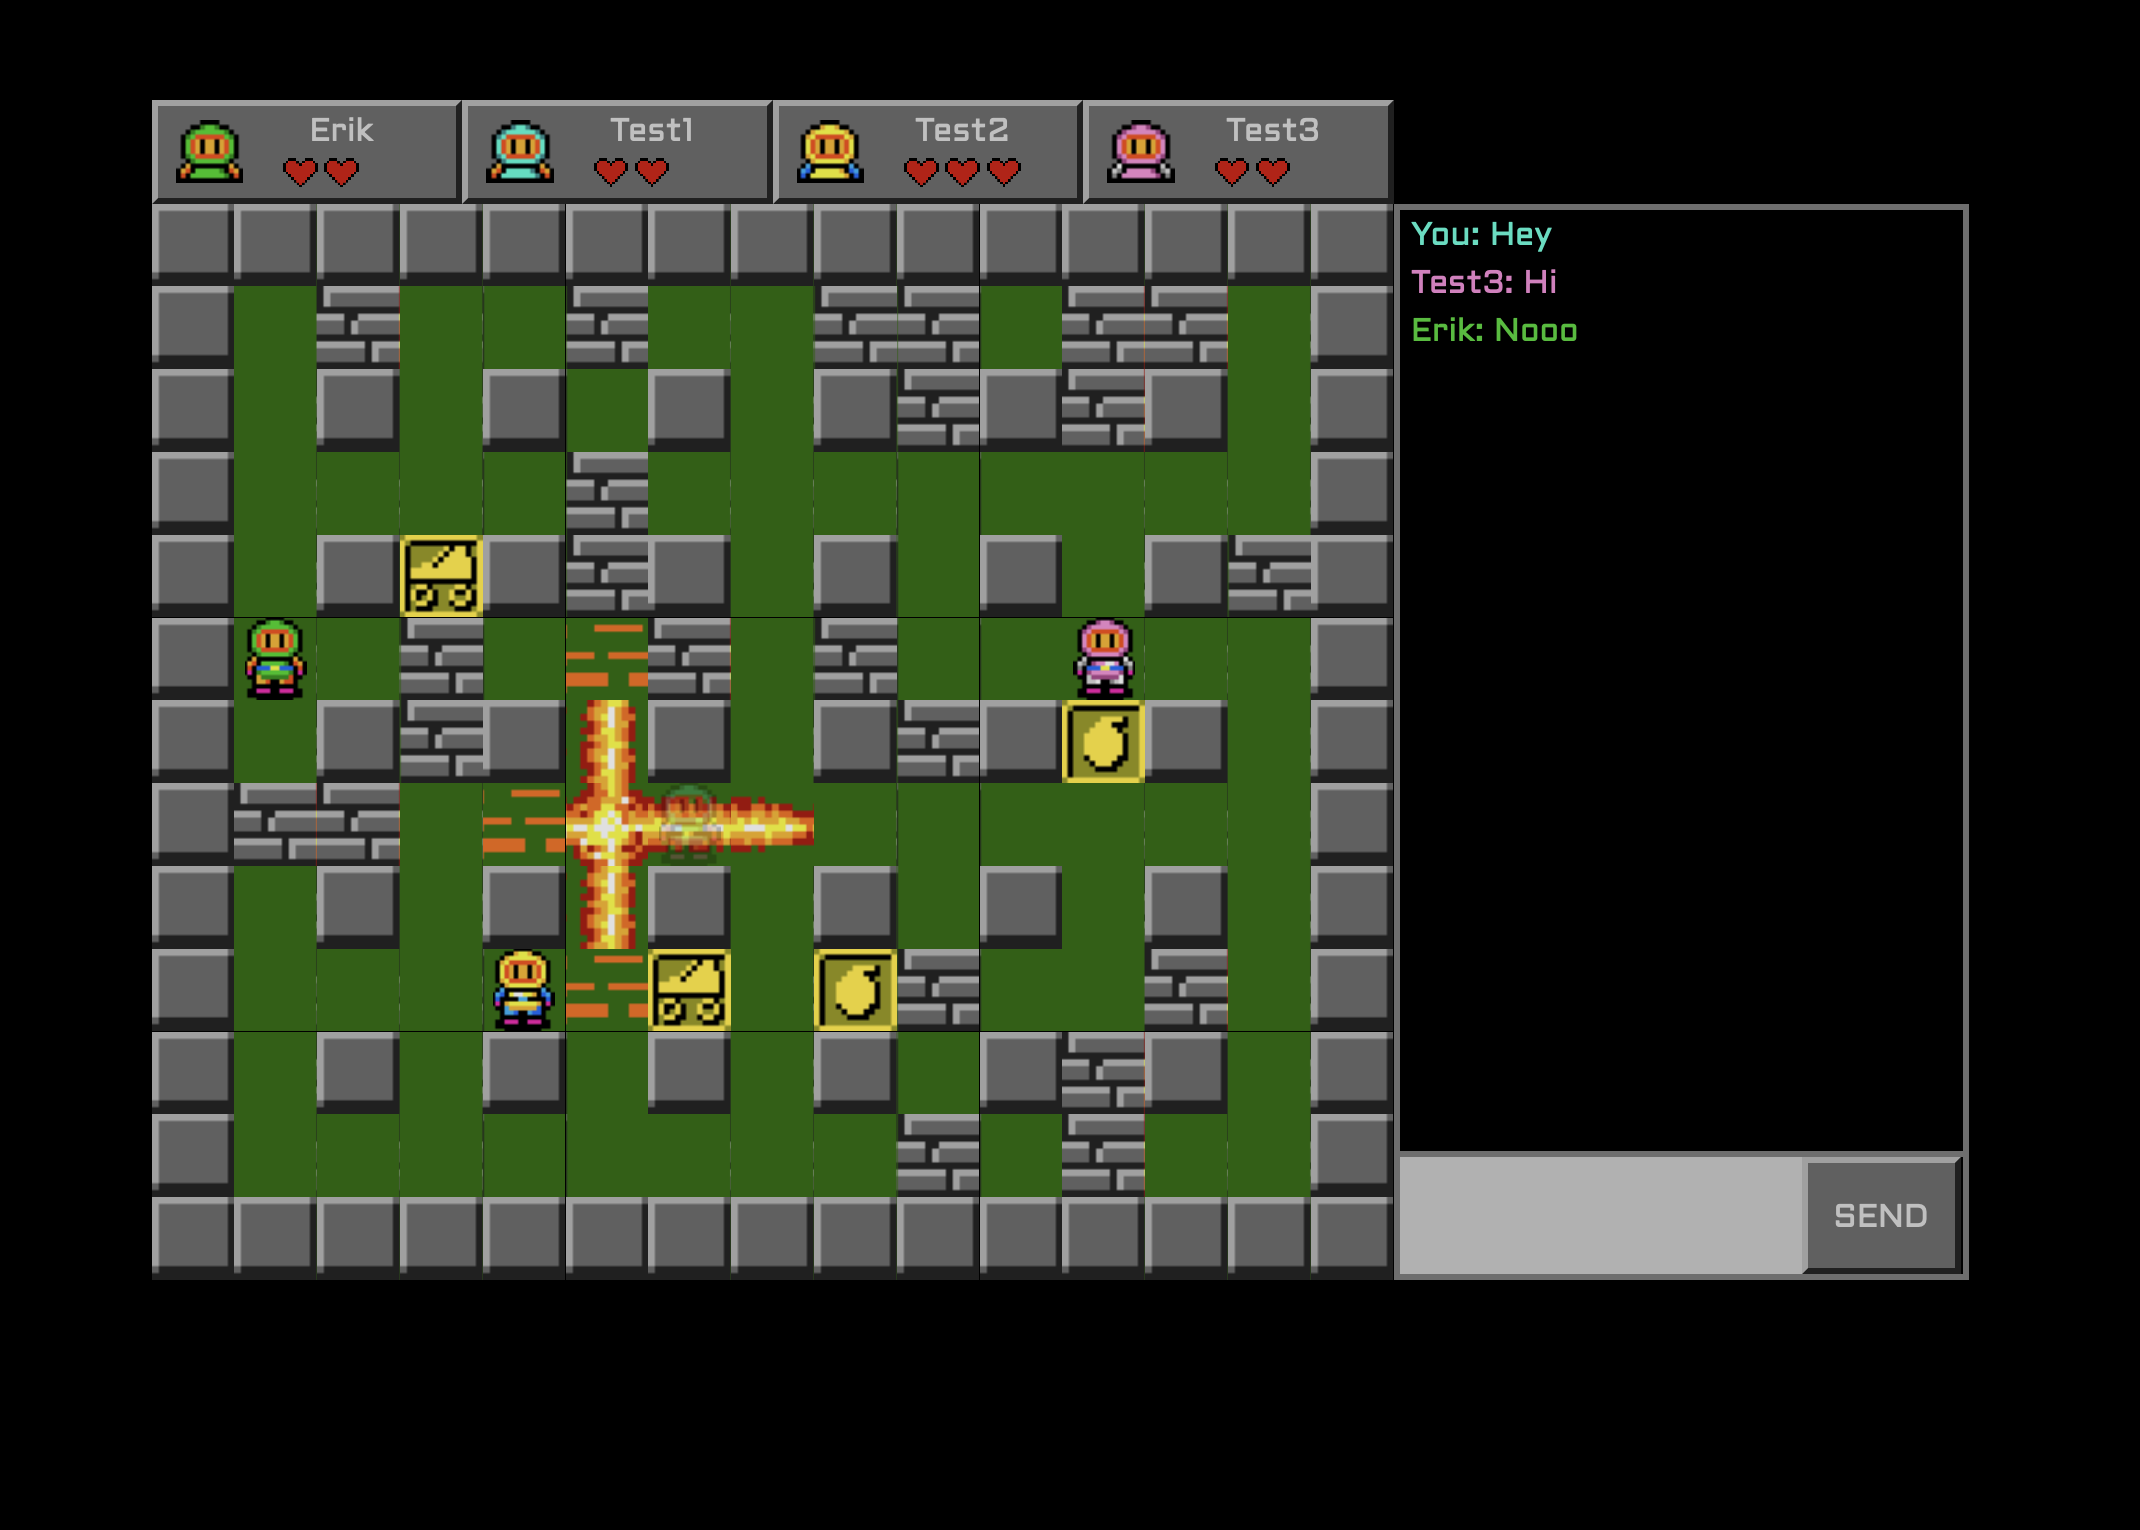 Erik
Test1
Test2
Test3
You: Hey
Test3: Hi
Erik: Nooo
SEND